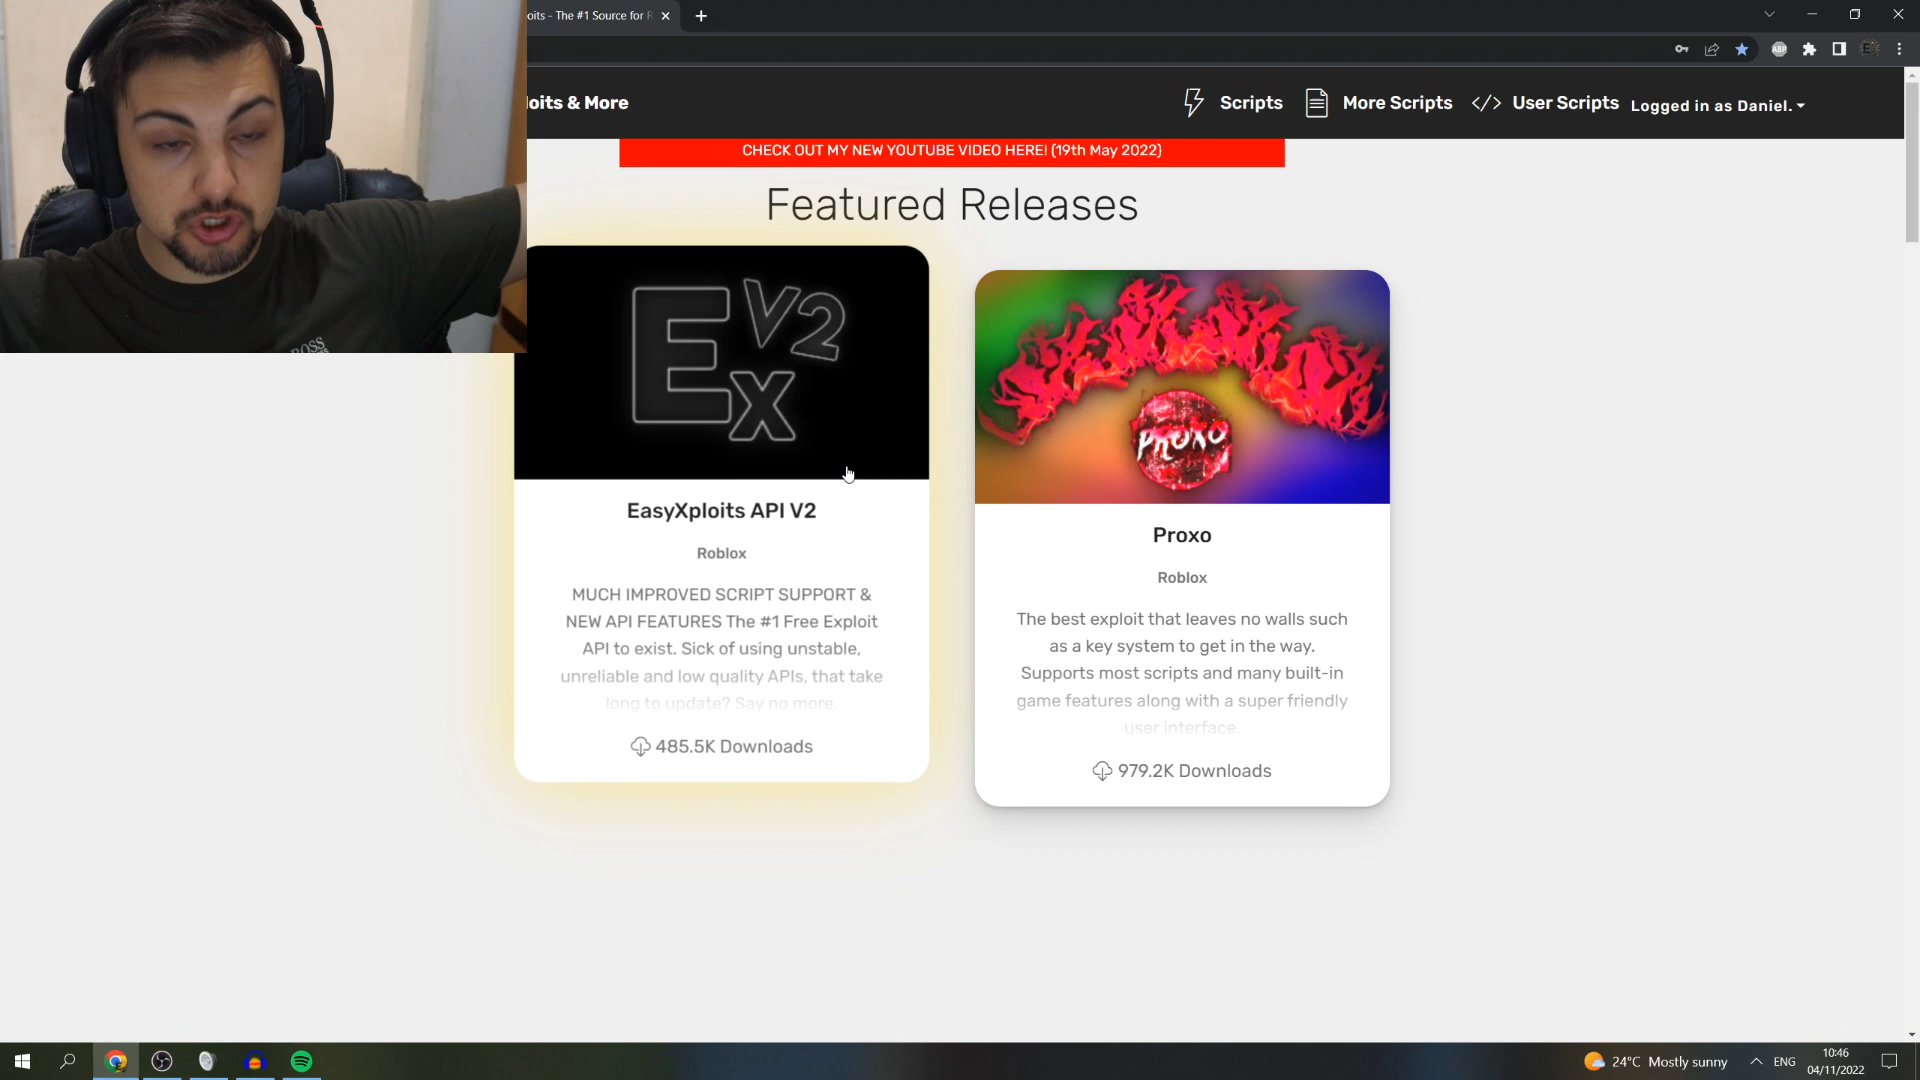 oits - The #1 Source for R
loits & More
Scripts
More Scripts
User Scripts
Logged in as Daniel.
CHECK OUT MY NEW YOUTUBE VIDEO HERE! (19th May 2022)
Featured Releases
Ex V2
EasyXploits API V2
Roblox
MUCH IMPROVED SCRIPT SUPPORT &
NEW API FEATURES The #1 Free Exploit
API to exist. Sick of using unstable,
unreliable and low quality APIs, that take
long to update? Say no more.
485.5K Downloads
PROXO
Proxo
Roblox
The best exploit that leaves no walls such
as a key system to get in the way.
Supports most scripts and many built-in
game features along with a super friendly
user interface.
979.2K Downloads
BOSS
ABP
24°C Mostly sunny
ENG
10:46
04/11/2022